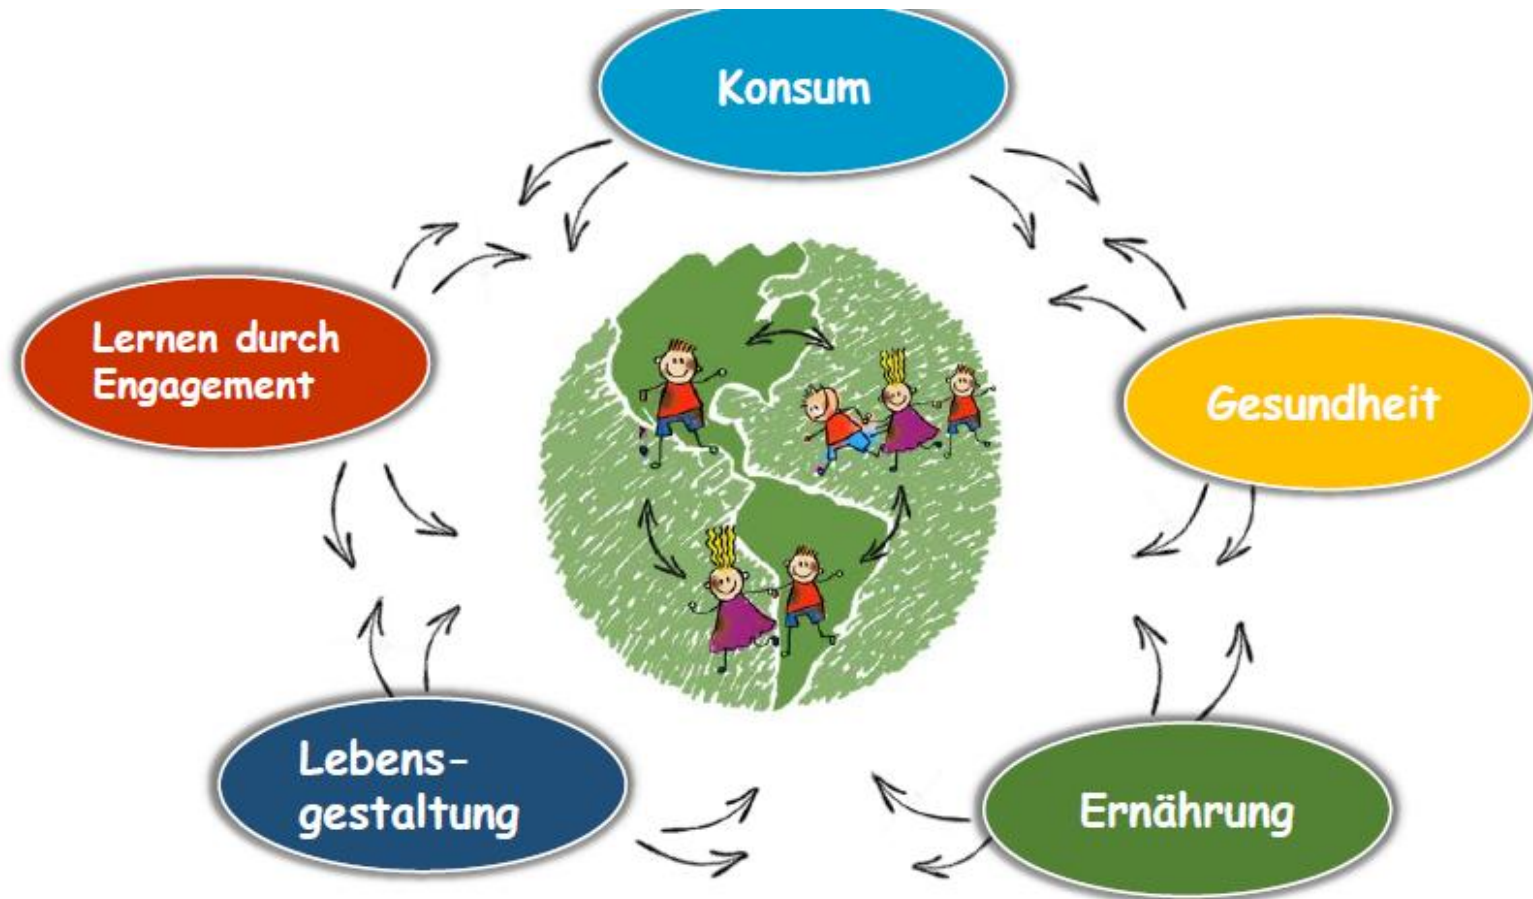 Konsum
Lernen durch
Engagement
Gesundheit
Lebens-
gestaltung
Ernährung